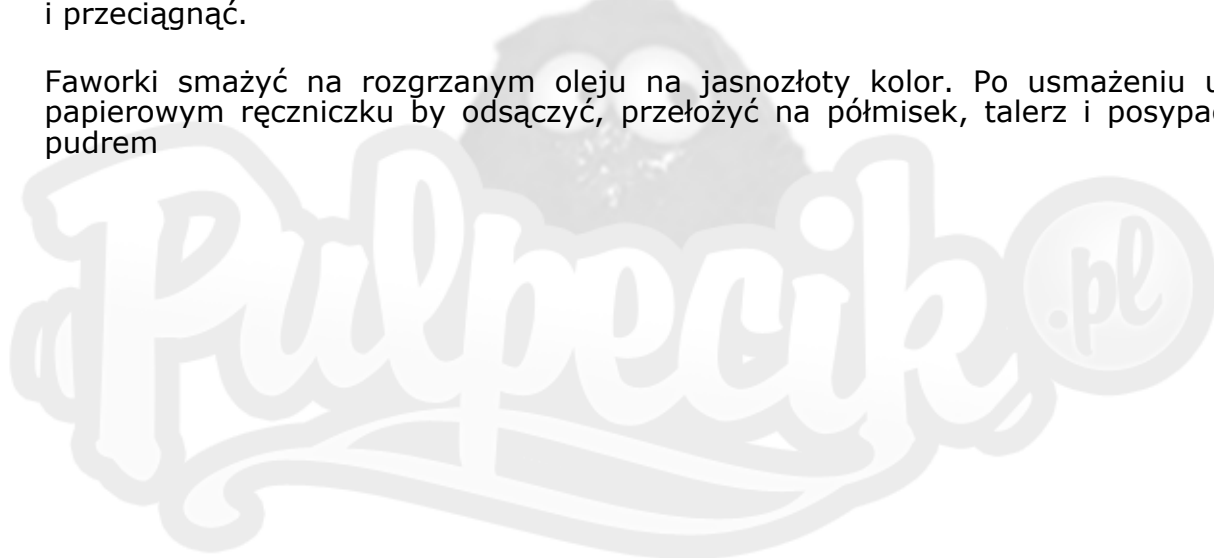 i przeciągnąć.
Faworki smażyć na rozgrzanym oleju na jasnozłoty kolor. Po usmażeniu
papierowym ręczniczku by odsączyć, przełożyć na półmisek, talerz i
pudrem
Pulpecik .pl